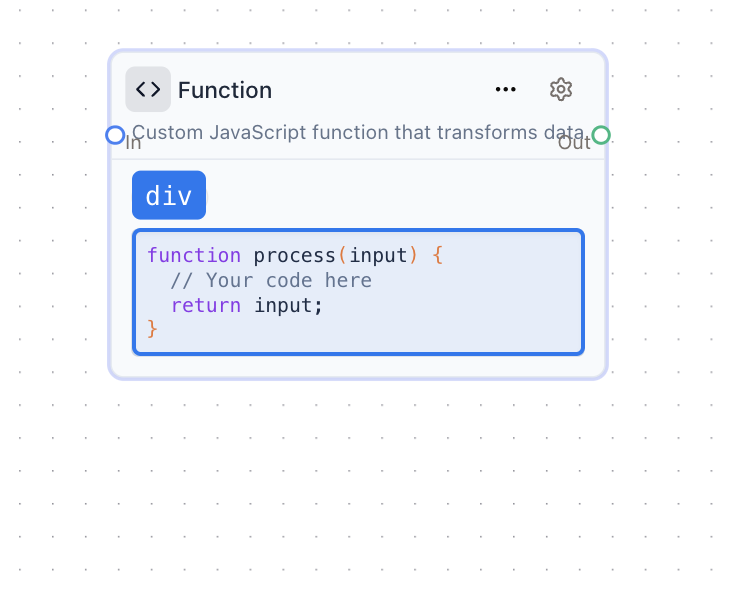 Function
Custom JavaScript function that transforms data.
In
Out
div
function process(input) {
  // Your code here
  return input;
}